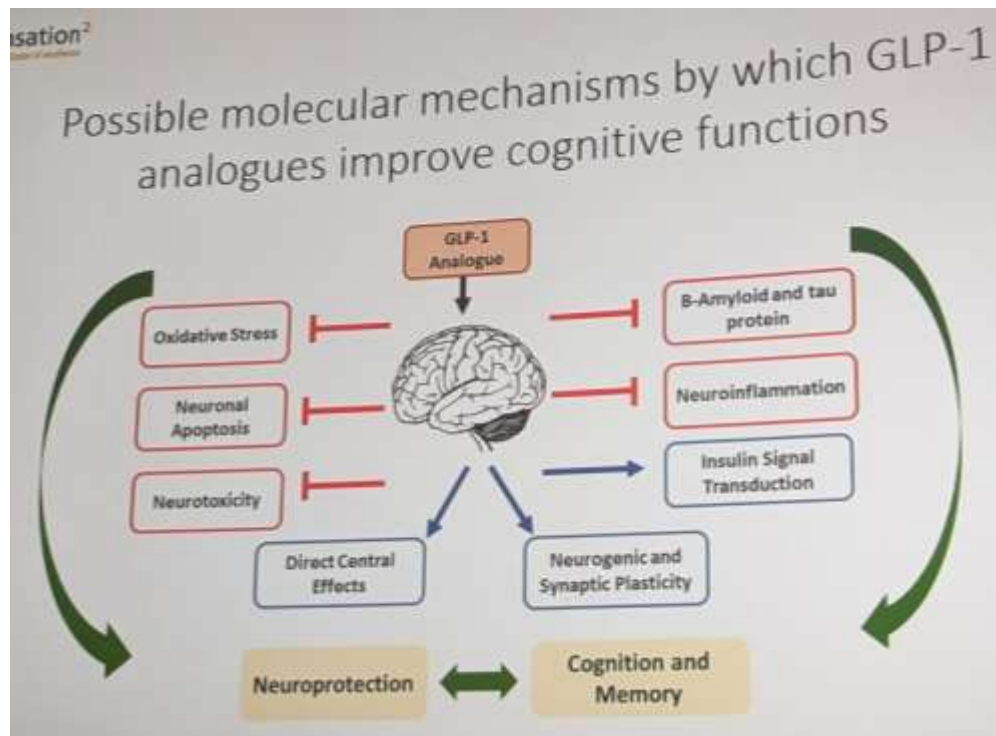 nsation²
Possible molecular mechanisms by which GLP-1
analogues improve cognitive functions
GLP-1
Analogue
Oxidative Stress
Neuronal
Apoptosis
Neurotoxicity
B-Amyloid and tau
protein
Neuroinflammation
Insulin Signal
Transduction
Direct Central
Effects
Neurogenic and
Synaptic Plasticity
Neuroprotection
Cognition and
Memory